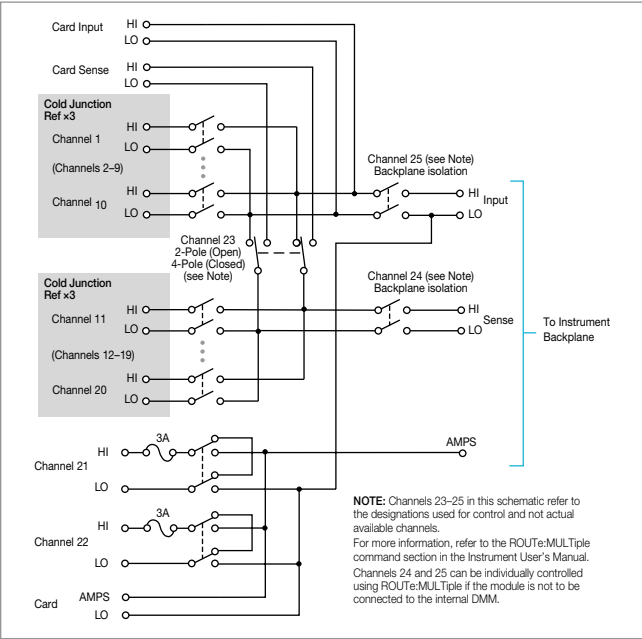 Card Input
HI
LO
Card Sense
HI
LO
Cold Junction
Ref ×3
Channel 1
HI
LO
(Channels 2–9)
Channel 10
HI
LO
Channel 25 (see Note)
Backplane isolation
HI
Input
LO
Channel 23
2-Pole (Open)
4-Pole (Closed)
(see Note)
Cold Junction
Ref ×3
Channel 11
HI
LO
(Channels 12–19)
Channel 20
HI
LO
Channel 24 (see Note)
Backplane isolation
HI
Sense
LO
To Instrument
Backplane
Channel 21
HI
3A
LO
AMPS
Channel 22
HI
3A
LO
Card
AMPS
LO
NOTE: Channels 23–25 in this schematic refer to
the designations used for control and not actual
available channels.
For more information, refer to the ROUTe:MULTiple
command section in the Instrument User's Manual.
Channels 24 and 25 can be individually controlled
using ROUTe:MULTiple if the module is not to be
connected to the internal DMM.